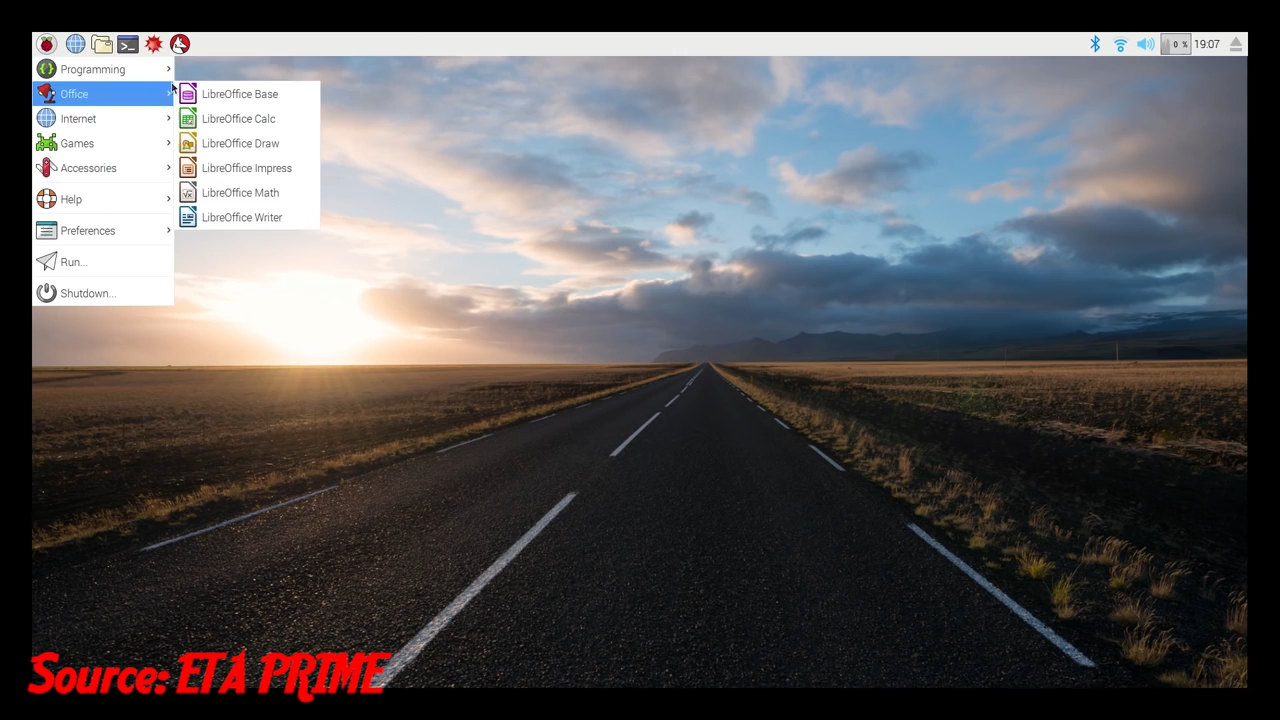 0 %
19:07
Programming
Office
Internet
Games
Accessories
Help
Preferences
Run...
Shutdown...
LibreOffice Base
LibreOffice Calc
LibreOffice Draw
LibreOffice Impress
LibreOffice Math
LibreOffice Writer
Source: ETA PRIME